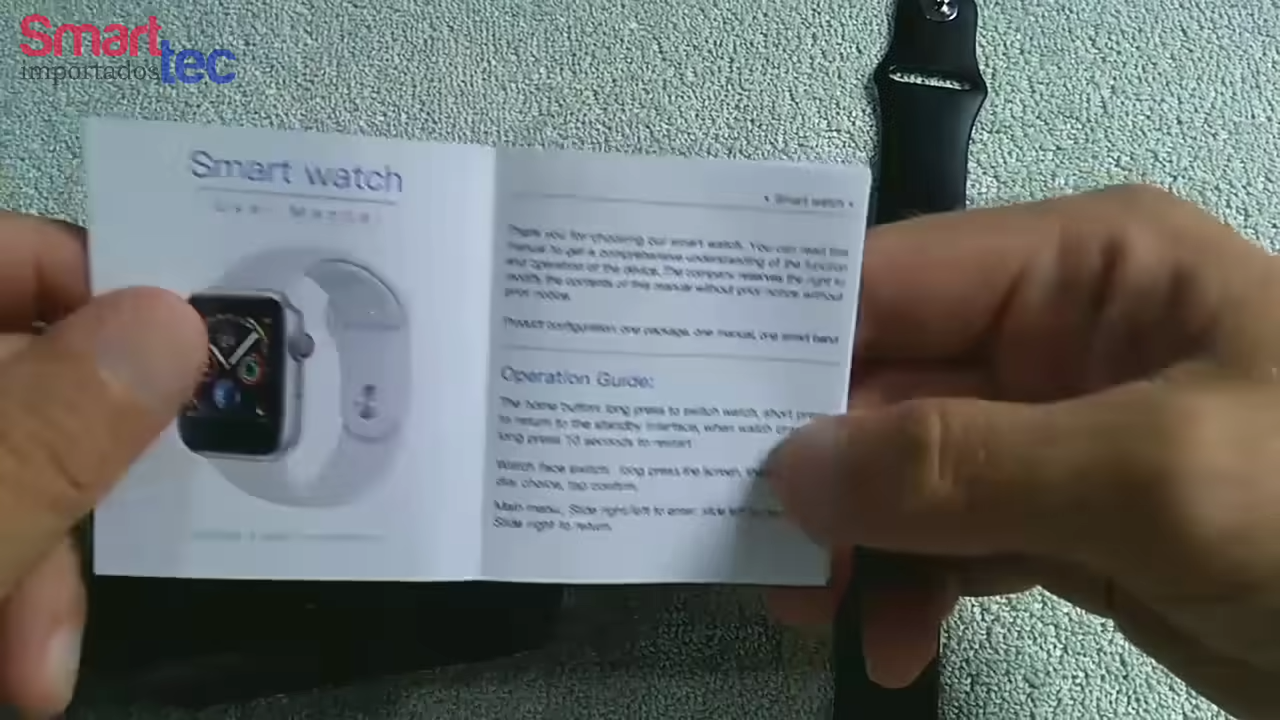 Smart
importados tec
Smart watch
User Manual
• Smart watch •
Thank you for choosing our smart watch. You can read this
manual to get a comprehensive understanding of the function
and operation of the device. The company reserves the right to
modify the contents of this manual without prior notice without
prior notice.
Product configuration: one package, one manual, one smart band
Operation Guide:
The home button: long press to switch watch, short
to return to the standby interface, when watch
long press 10 seconds to restart
Watch face switch: long press the screen,
dial choice, tap confirm.
Main menu, Slide right/left to enter, slide left
Slide right to return.